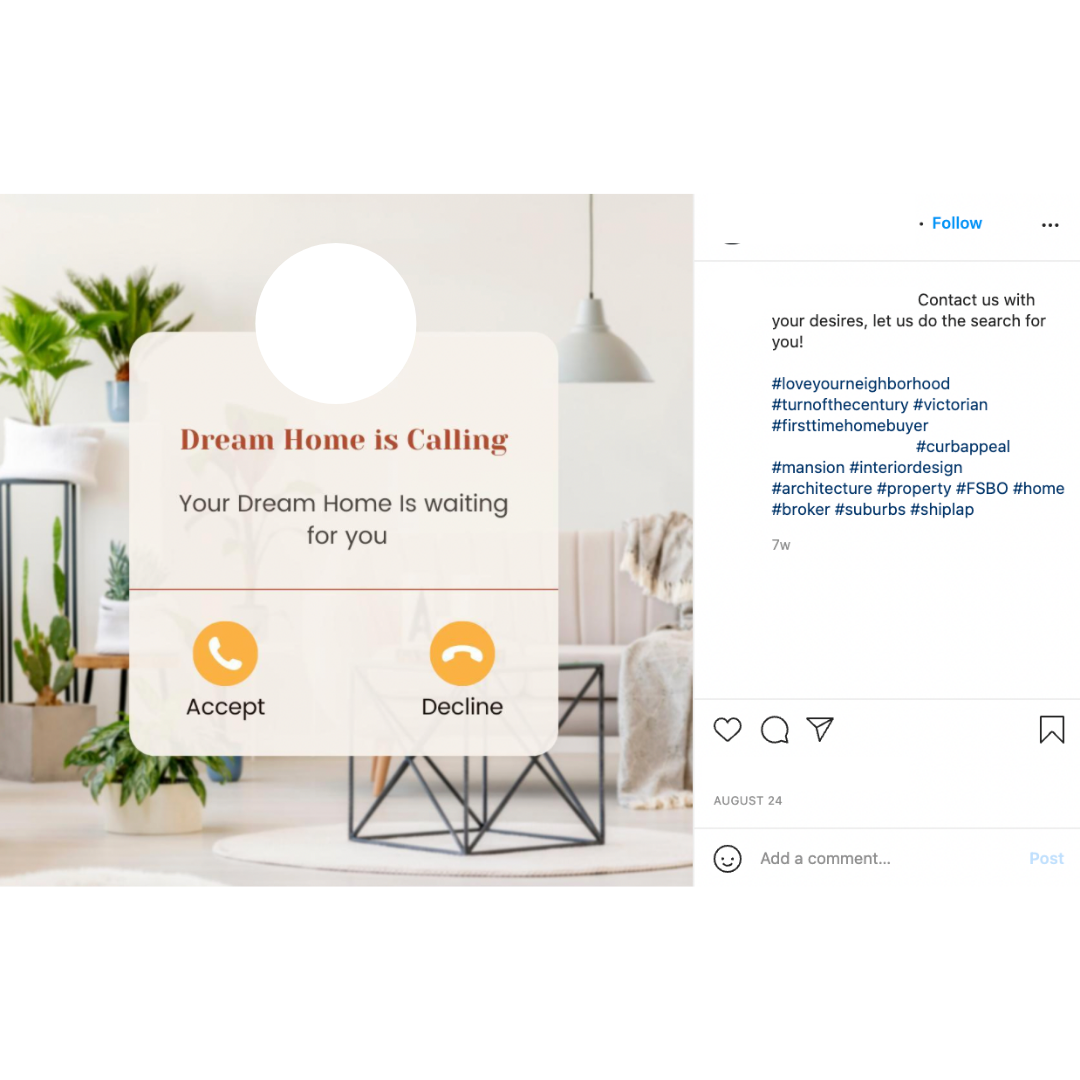 Dream Home is Calling
Your Dream Home Is waiting
for you
Accept
Decline
• Follow
Contact us with
your desires, let us do the search for
you!
#loveyourneighborhood
#turnofthecentury #victorian
#firsttimehomebuyer
#curbappeal
#mansion #interiordesign
#architecture #property #FSBO #home
#broker #suburbs #shiplap
7w
AUGUST 24
Add a comment...
Post